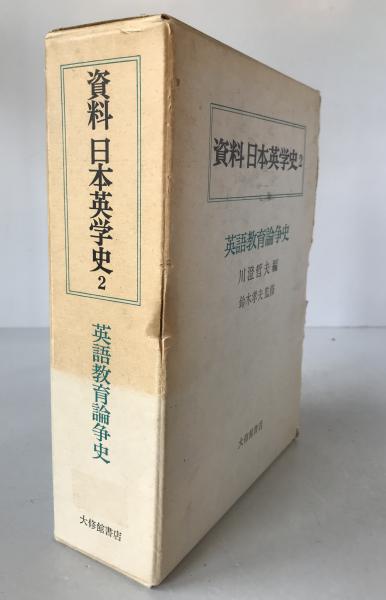 資料 日本英学史 2
英語教育論争史
大修館書店
資料 日本英学史 2
英語教育論争史
川澄哲夫編
鈴木孝夫監修
大修館書店